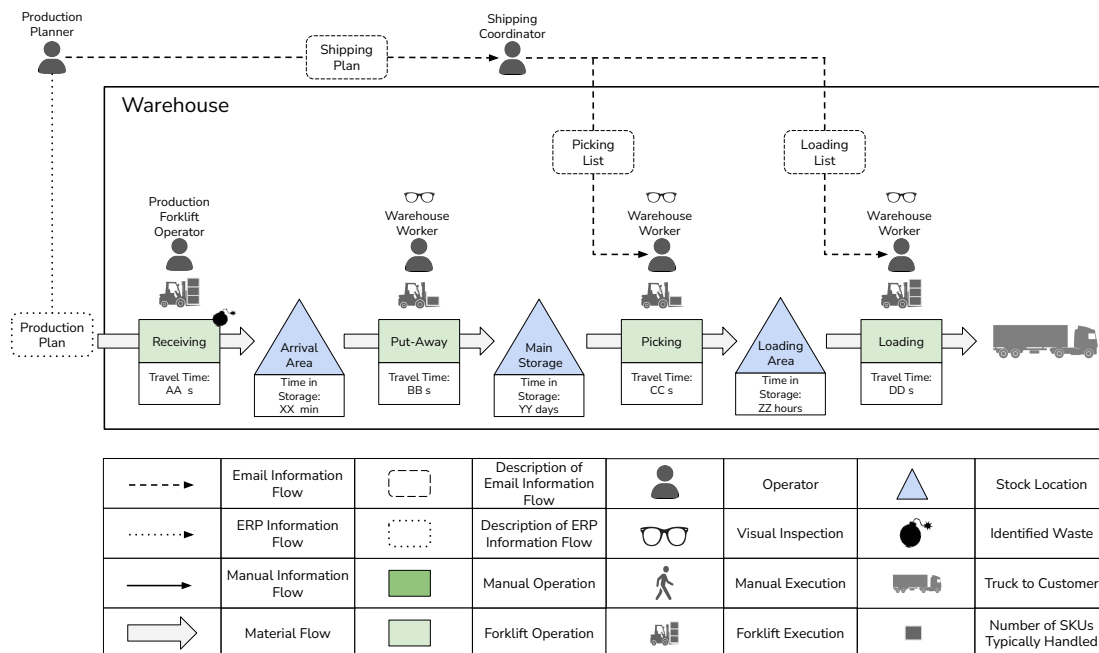 Production
Planner
Shipping
Plan
Shipping
Coordinator
Warehouse
Picking
List
Loading
List
Production
Forklift
Operator
Warehouse
Worker
Warehouse
Worker
Warehouse
Worker
Production
Plan
Receiving
Travel Time:
AA s
Arrival
Area
Time in
Storage:
XX min
Put-Away
Travel Time:
BB s
Main
Storage
Time in
Storage:
YY days
Picking
Travel Time:
CC s
Loading
Area
Time in
Storage:
ZZ hours
Loading
Travel Time:
DD s
Email Information
Flow
Description of
Email Information
Flow
Operator
Stock Location
ERP Information
Flow
Description of ERP
Information Flow
Visual Inspection
Identified Waste
Manual Information
Flow
Manual Operation
Manual Execution
Truck to Customer
Material Flow
Forklift Operation
Forklift Execution
Number of SKUs
Typically Handled